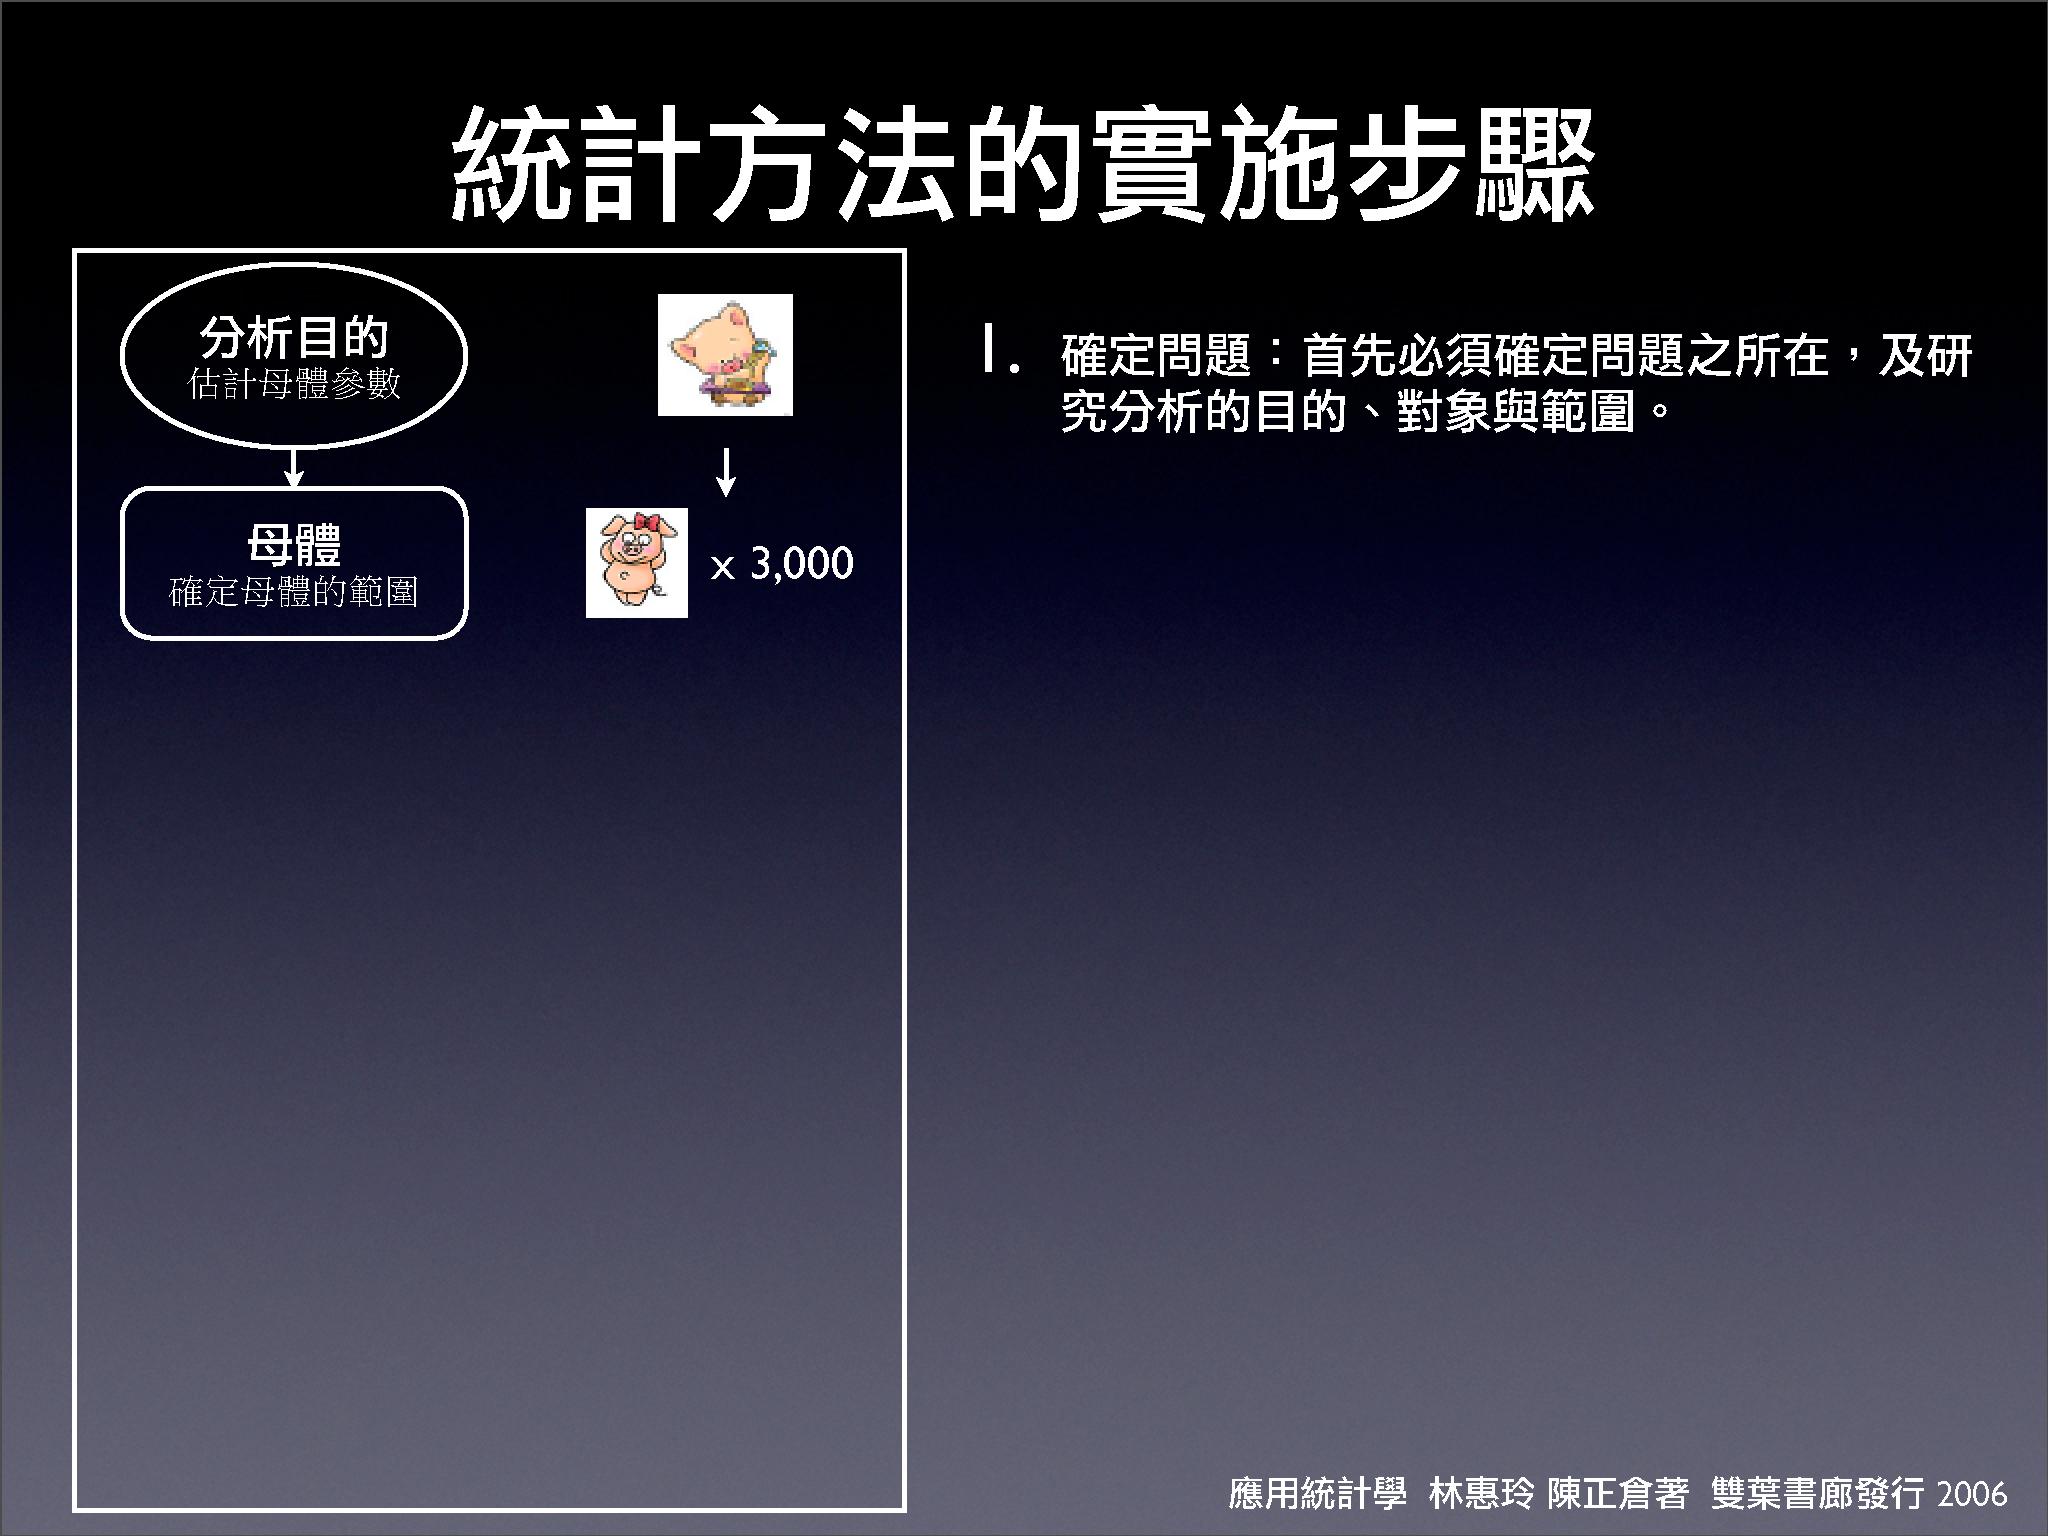 統計方法的實施步驟
分析目的
估計母體參數
母體
確定母體的範圍
x 3,000
1. 確定問題：首先必須確定問題之所在，及研
究分析的目的、對象與範圍。
應用統計學 林惠玲 陳正倉著 雙葉書廊發行 2006